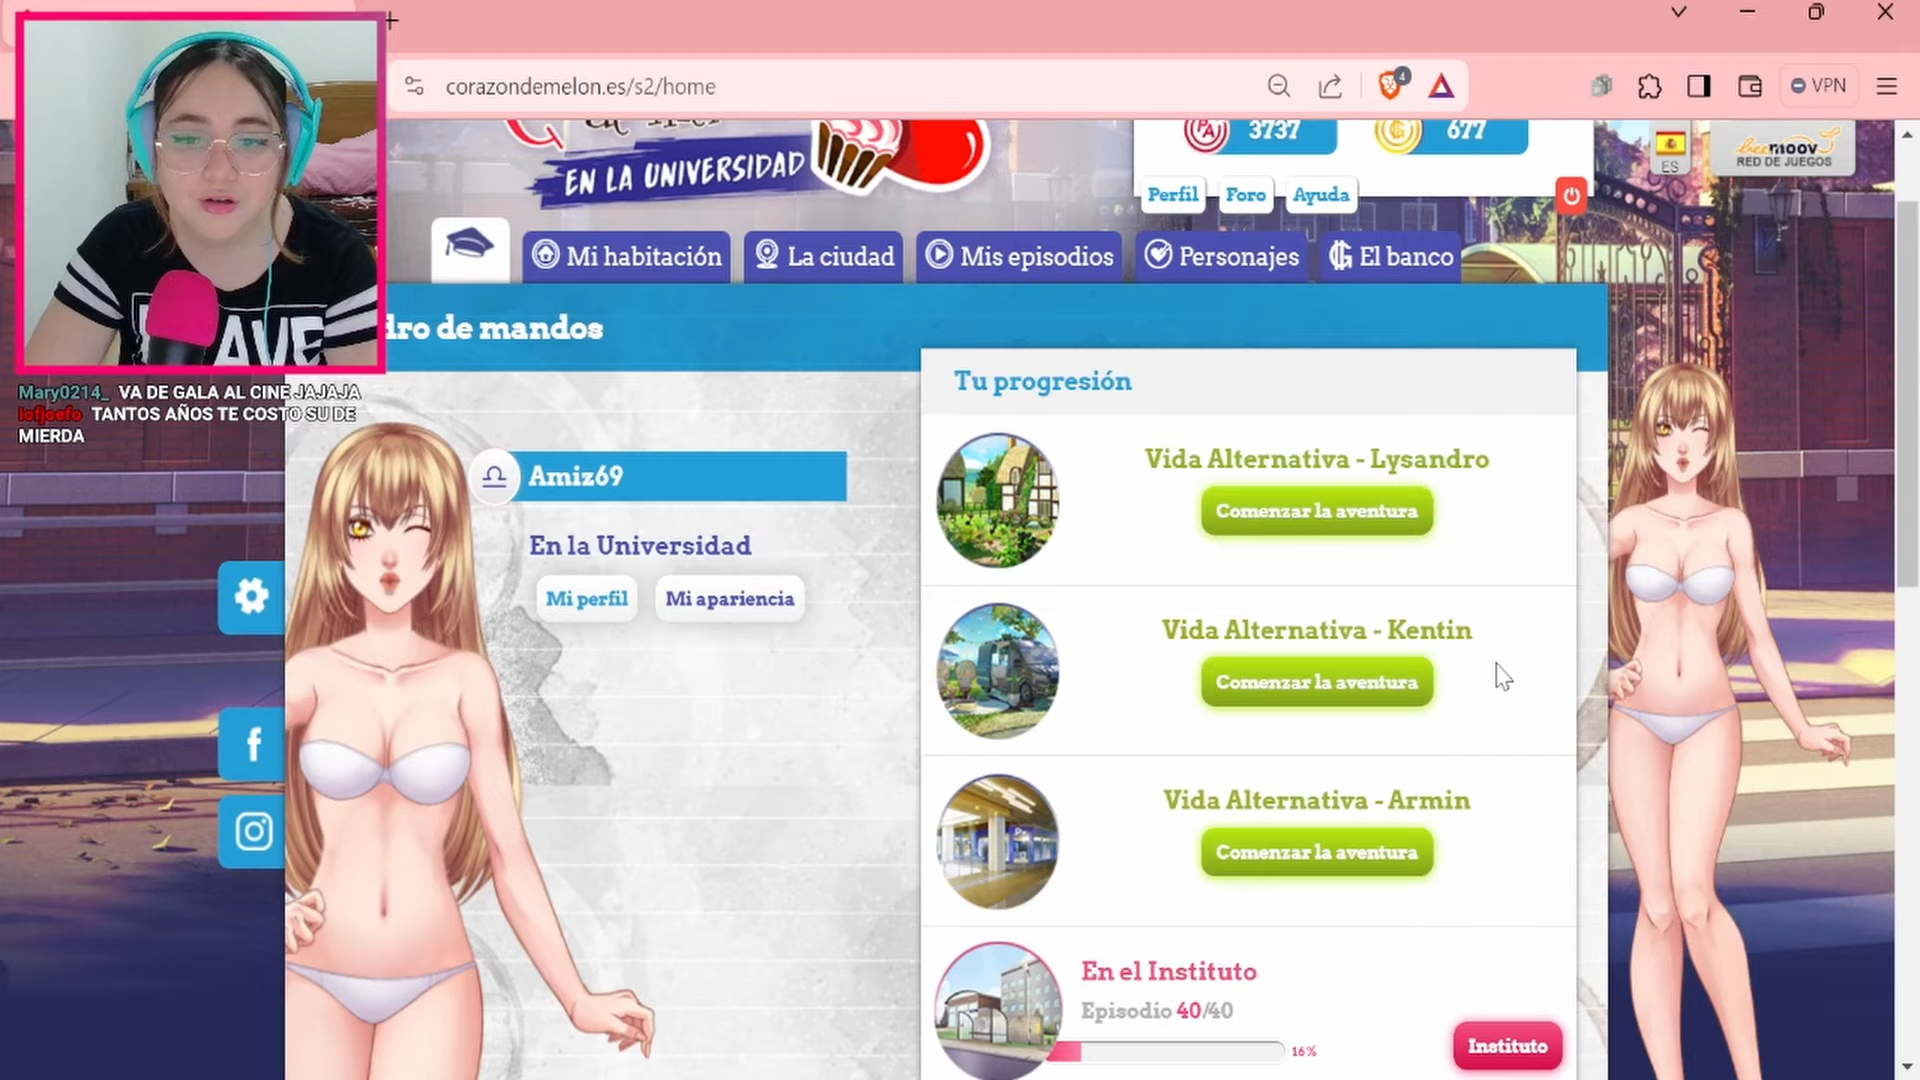 corazondemelon.es/s2/home
4
VPN
EN LA UNIVERSIDAD
PA
3737
677
ES
beemoov
RED DE JUEGOS
Perfil
Foro
Ayuda
Mi habitación
La ciudad
Mis episodios
Personajes
El banco
dro de mandos
Mary0214_ VA DE GALA AL CINE JAJAJA
TANTOS AÑOS TE COSTO SU DE
MIERDA
Amiz69
En la Universidad
Mi perfil
Mi apariencia
Tu progresión
Vida Alternativa - Lysandro
Comenzar la aventura
Vida Alternativa - Kentin
Comenzar la aventura
Vida Alternativa - Armin
Comenzar la aventura
En el Instituto
Episodio 40/40
16%
Instituto